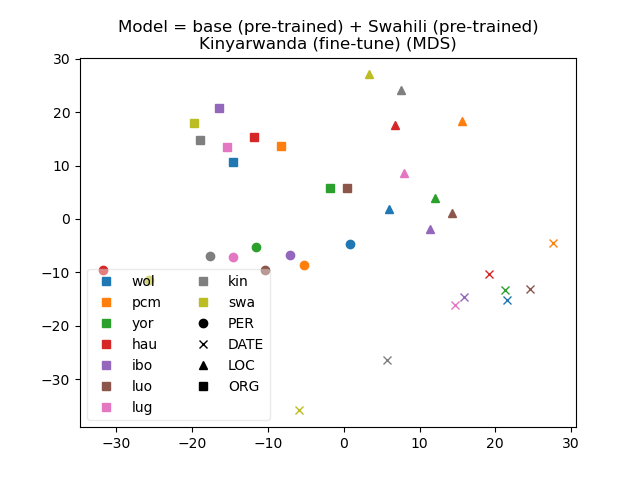 Model = base (pre-trained) + Swahili (pre-trained)
Kinyarwanda (fine-tune) (MDS)
30
20
10
0
−10
−20
−30
wol
pcm
yor
hau
ibo
luo
lug
kin
swa
PER
DATE
LOC
ORG
−30 −20 −10 0 10 20 30